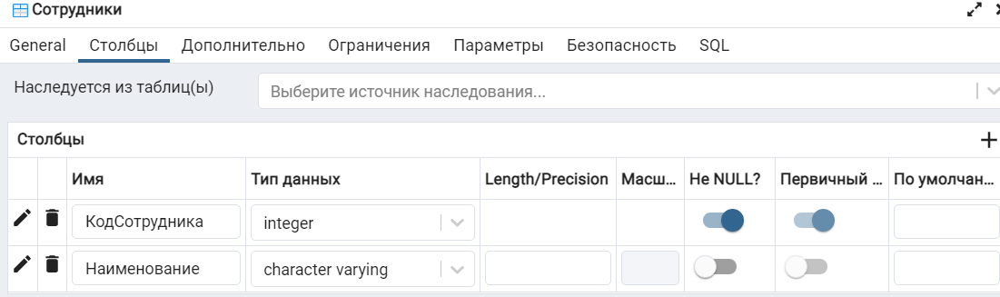 Сотрудники
General Столбцы Дополнительно Ограничения Параметры Безопасность SQL
Наследуется из таблиц(ы) Выберите источник наследования...
Столбцы
Имя Тип данных Length/Precision Масш... Не NULL? Первичный ... По умолчан...
КодСотрудника integer
Наименование character varying